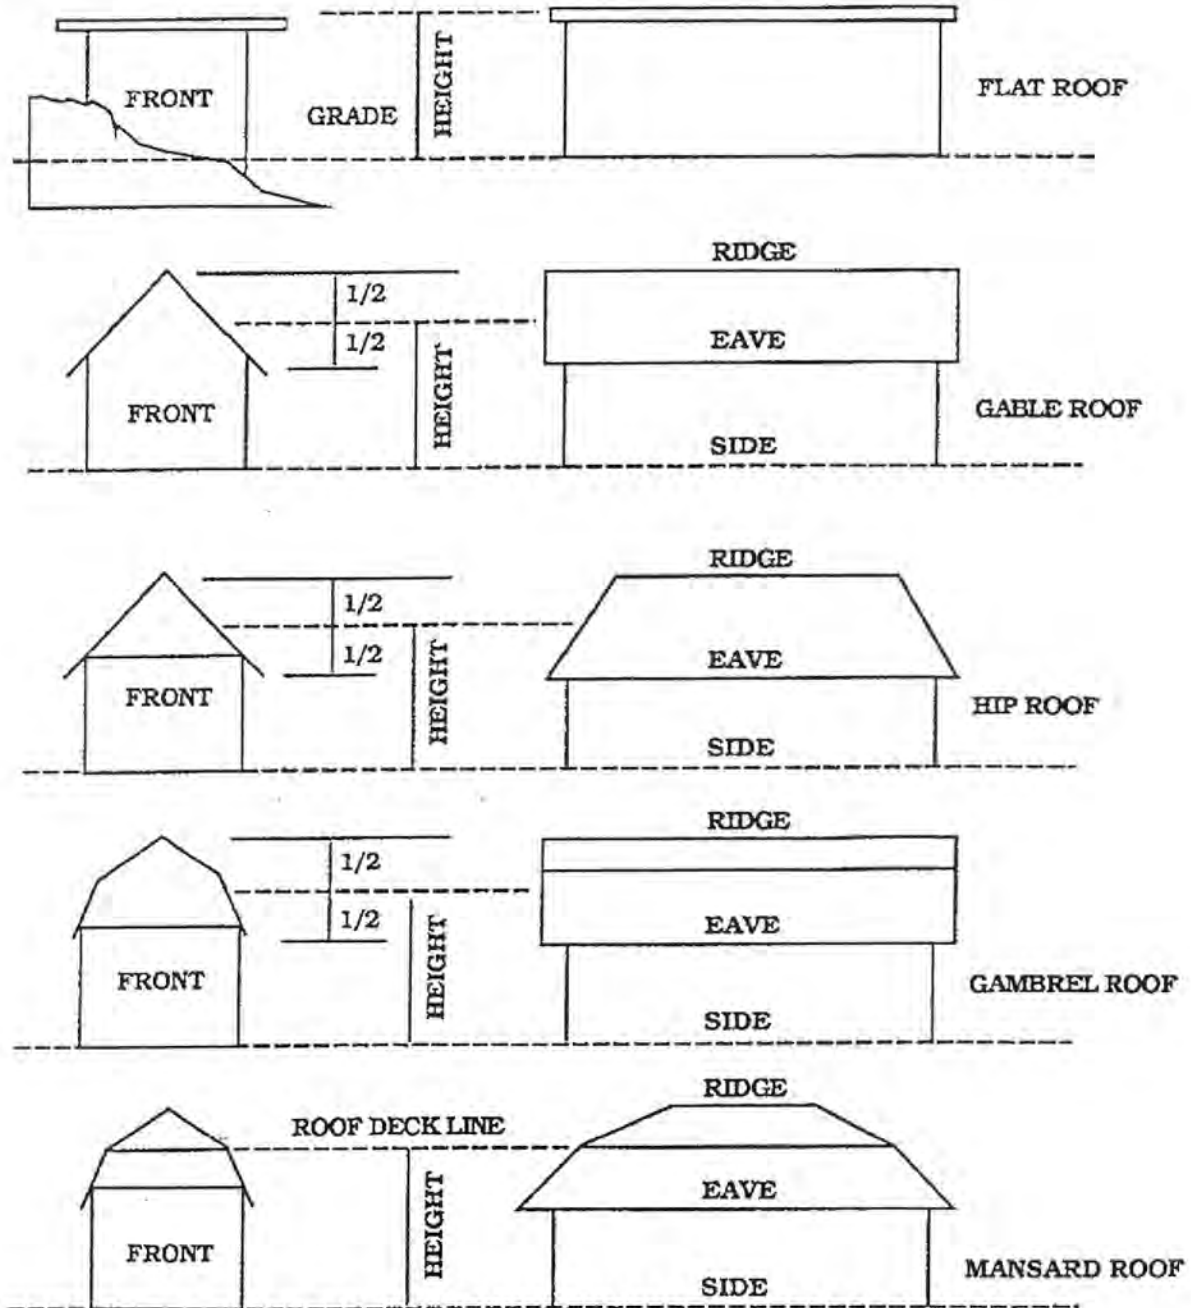 FRONT
GRADE
HEIGHT
FLAT ROOF
RIDGE
1/2
1/2
EAVE
HEIGHT
FRONT
GABLE ROOF
SIDE
RIDGE
1/2
1/2
EAVE
HEIGHT
FRONT
HIP ROOF
SIDE
RIDGE
1/2
1/2
EAVE
HEIGHT
FRONT
GAMBREL ROOF
SIDE
RIDGE
ROOF DECK LINE
EAVE
HEIGHT
FRONT
MANSARD ROOF
SIDE